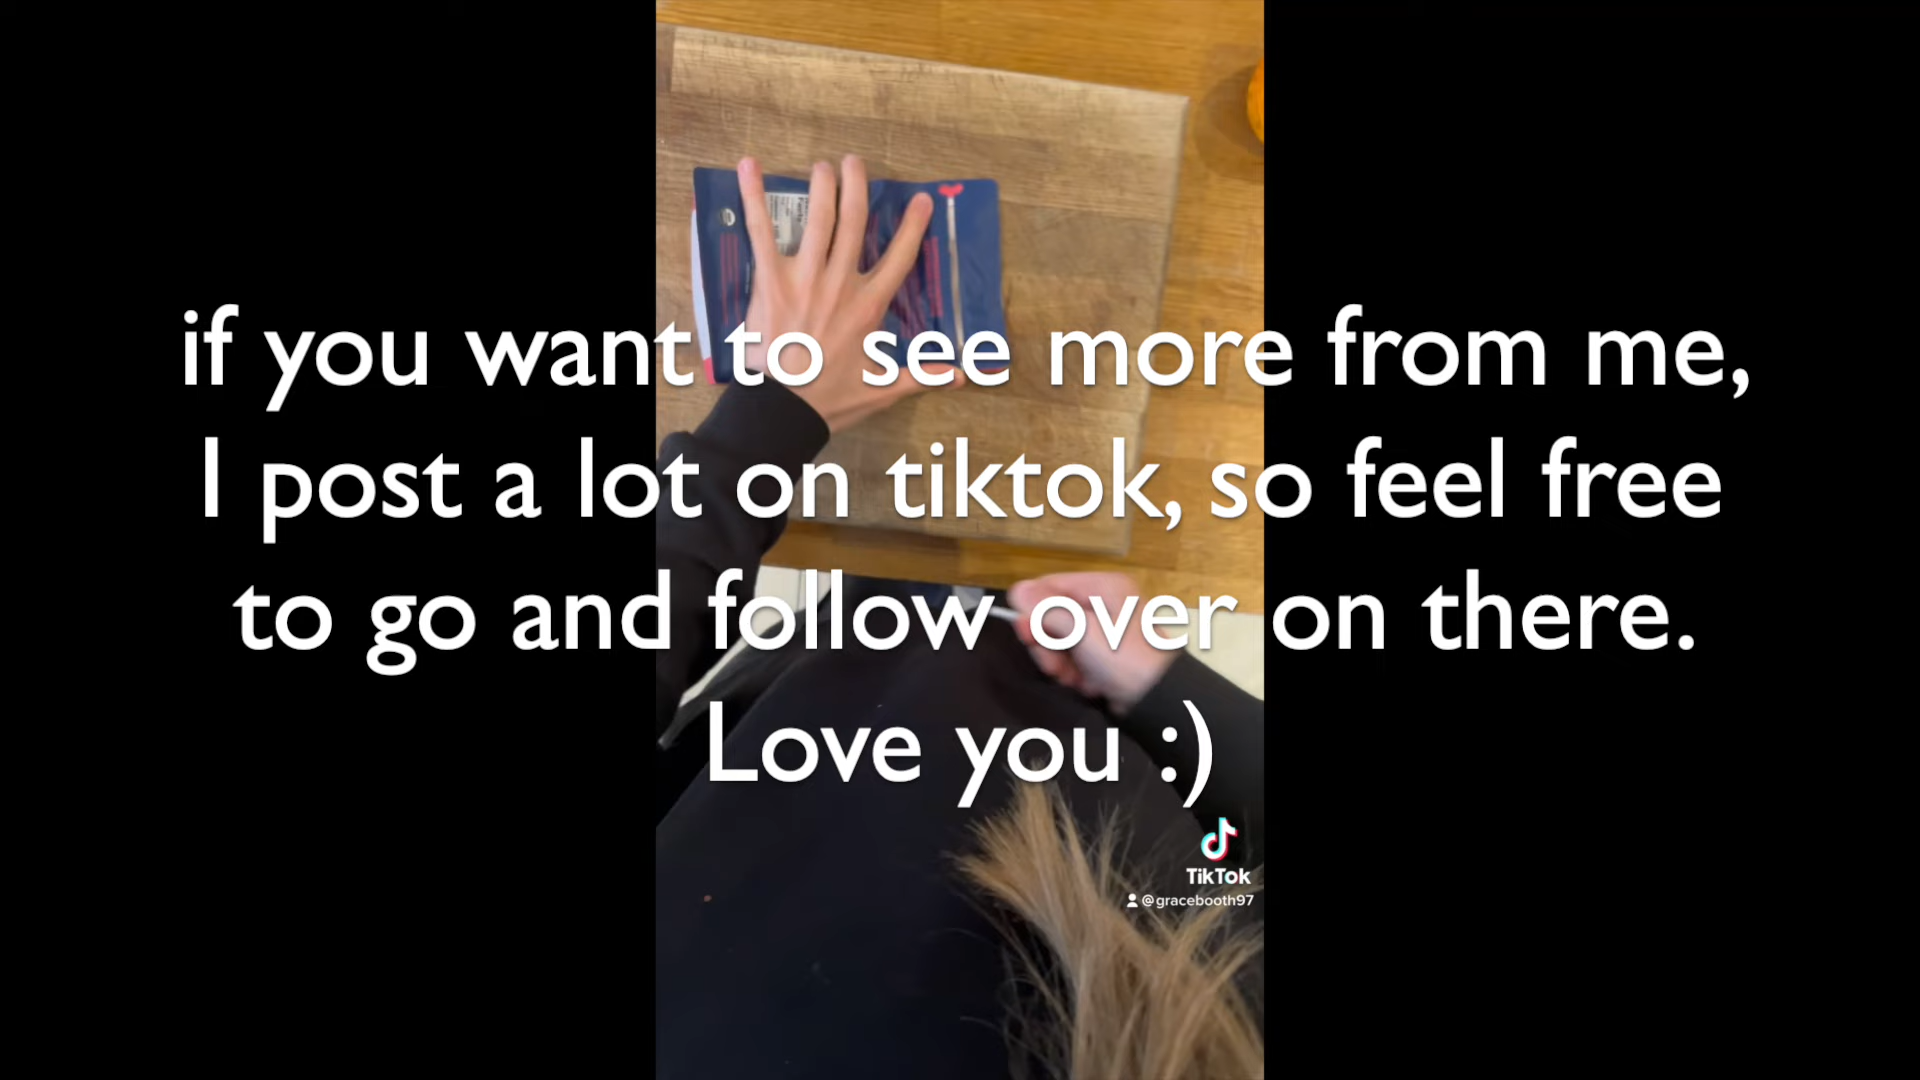 if you want to see more from me,
I post a lot on tiktok, so feel free
to go and follow over on there.
Love you :)
TikTok
@gracebooth97